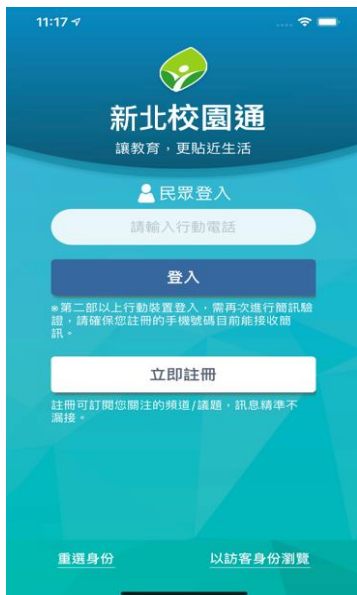 11:17
新北校園通
讓教育，更貼近生活
民眾登入
請輸入行動電話
登入
※第二部以上行動裝置登入，需再次進行簡訊驗
證，請確保您註冊的手機號碼目前能接收簡
訊。
立即註冊
註冊可訂閱您關注的頻道/議題，訊息精準不
漏接。
重選身份
以訪客身份瀏覽